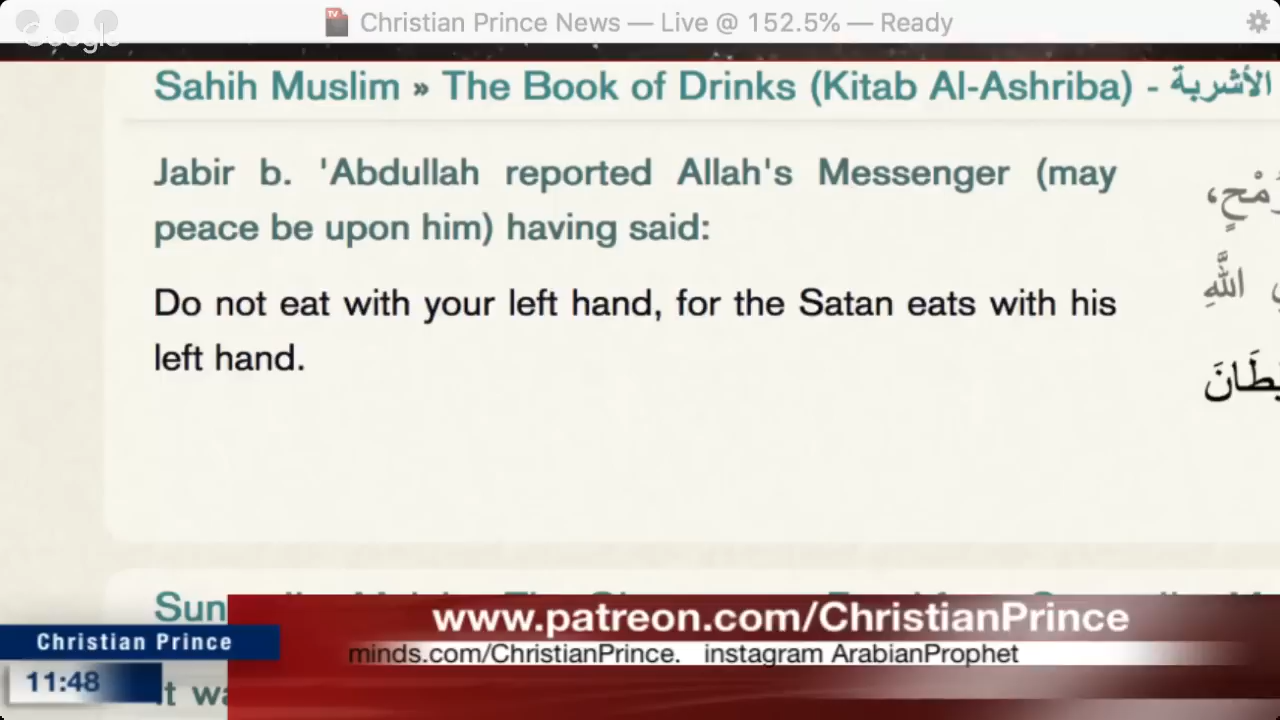 Christian Prince News — Live @ 152.5% — Ready
Google
Sahih Muslim » The Book of Drinks (Kitab Al-Ashriba) - الأشربة
Jabir b. 'Abdullah reported Allah's Messenger (may
peace be upon him) having said:
Do not eat with your left hand, for the Satan eats with his
left hand.
اللَّهِ
www.patreon.com/ChristianPrince
Christian Prince
minds.com/ChristianPrince. instagram ArabianProphet
11:48